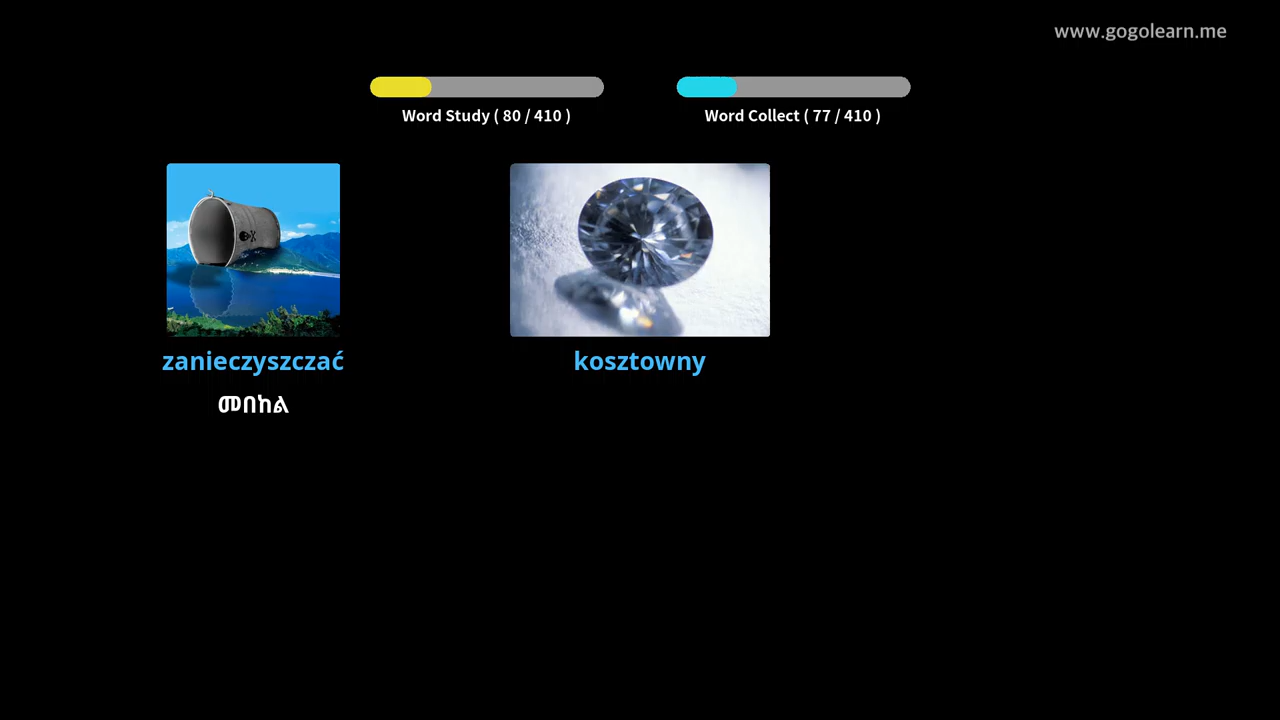 www.gogolearn.me
Word Study ( 80 / 410 )
Word Collect ( 77 / 410 )
zanieczyszczać
kosztowny
መበከል